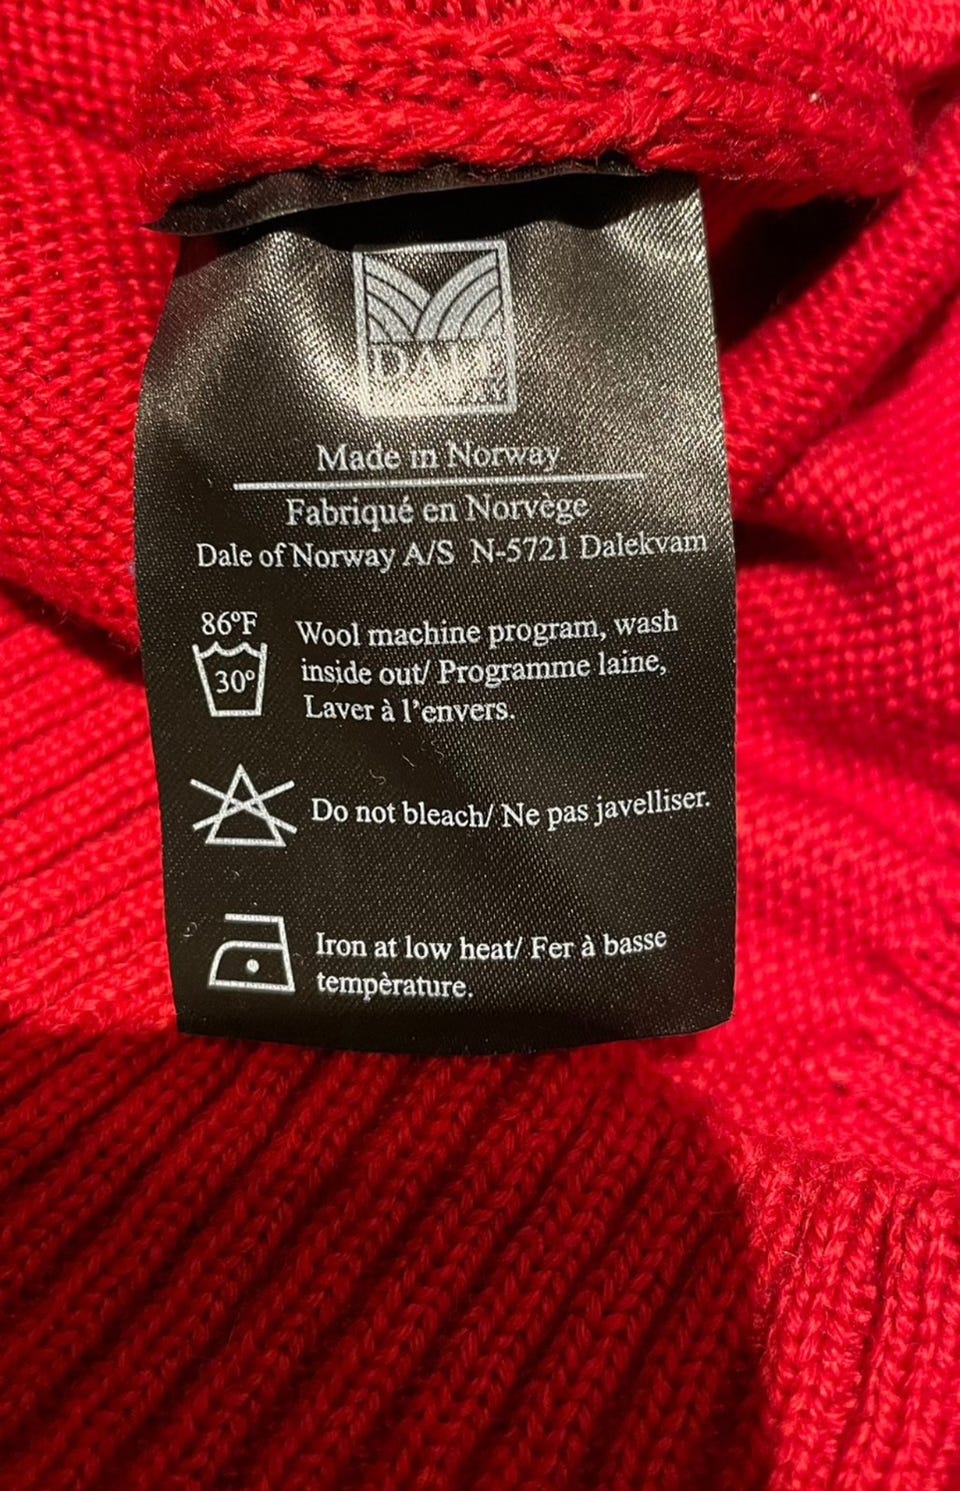 DALE
Made in Norway
Fabriqué en Norvège
Dale of Norway A/S N-5721 Dalekvam
86ºF
30º
Wool machine program, wash
inside out/ Programme laine,
Laver à l'envers.
Do not bleach/ Ne pas javelliser.
Iron at low heat/ Fer à basse
tempèrature.